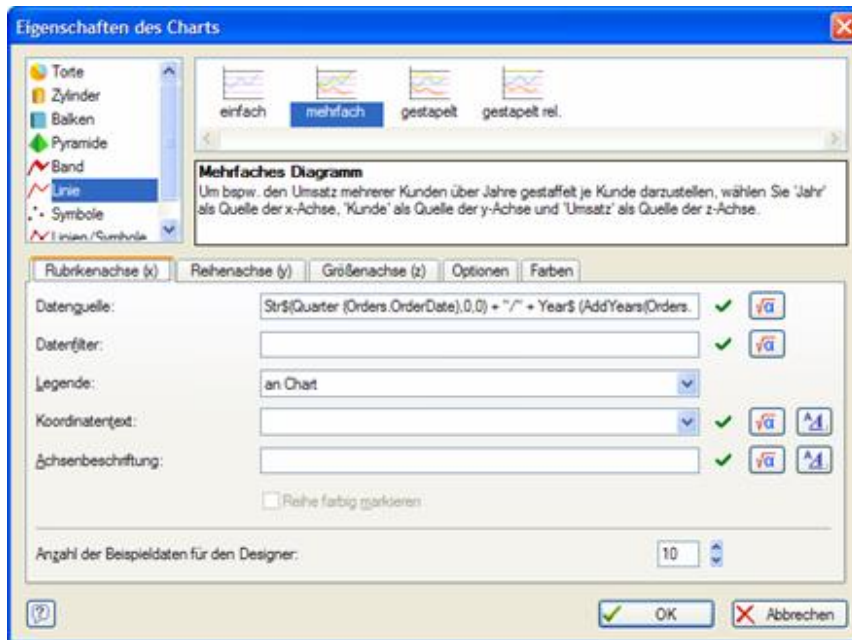 Eigenschaften des Charts
Torte
Zylinder
Balken
Pyramide
Band
Linie
Symbole
Linien/Symbole
einfach
mehrfach
gestapelt
gestapelt rel.
Mehrfaches Diagramm
Um bspw. den Umsatz mehrerer Kunden über Jahre gestaffelt je Kunde darzustellen, wählen Sie 'Jahr'
als Quelle der x-Achse, 'Kunde' als Quelle der y-Achse und 'Umsatz' als Quelle der z-Achse.
Rubrikenachse (x)
Reihenachse (y)
Größenachse (z)
Optionen
Farben
Datenquelle:
Str$(Quarter (Orders.OrderDate),0,0) + "/" + Year$ (AddYears(Orders.
Datenfilter:
Legende:
an Chart
Koordinatentext:
Achsenbeschriftung:
Reihe farbig markieren
Anzahl der Beispieldaten für den Designer:
10
OK
Abbrechen